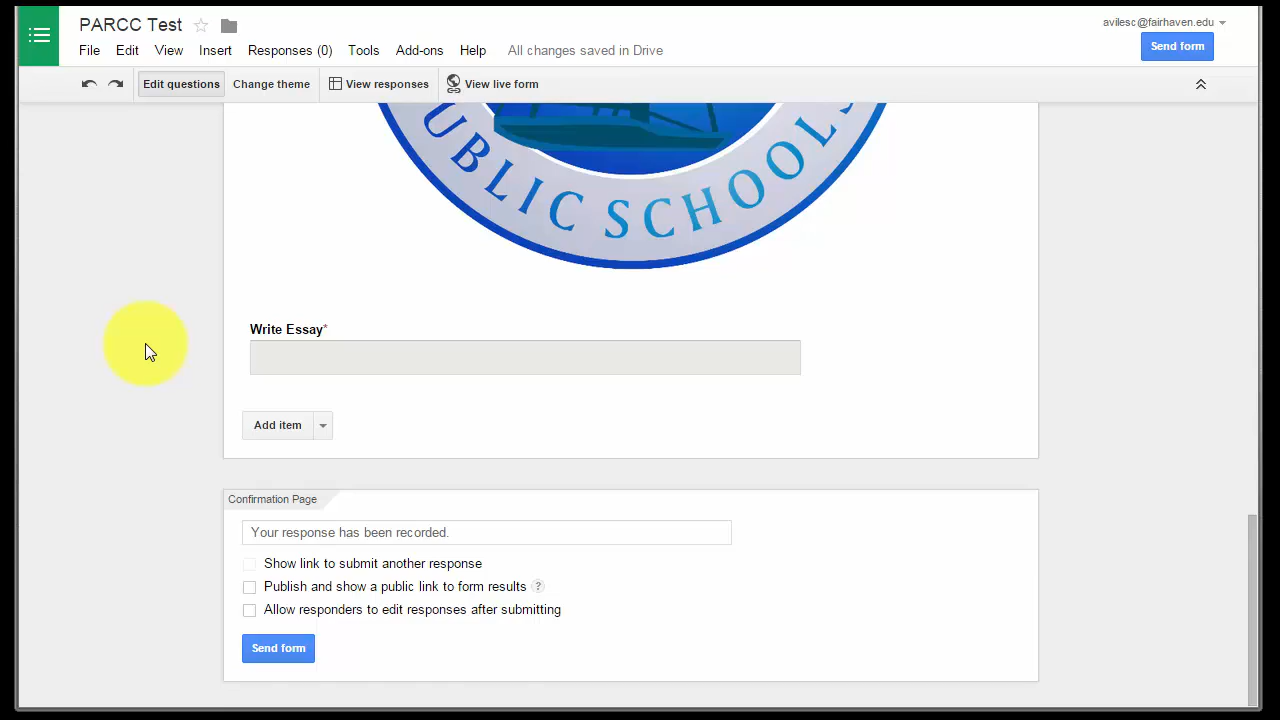 PARCC Test
avilesc@fairhaven.edu
File Edit View Insert Responses (0) Tools Add-ons Help All changes saved in Drive
Send form
Edit questions Change theme View responses View live form
UBLIC SCHOOLS
Write Essay*
Add item
Confirmation Page
Your response has been recorded.
Show link to submit another response
Publish and show a public link to form results ?
Allow responders to edit responses after submitting
Send form